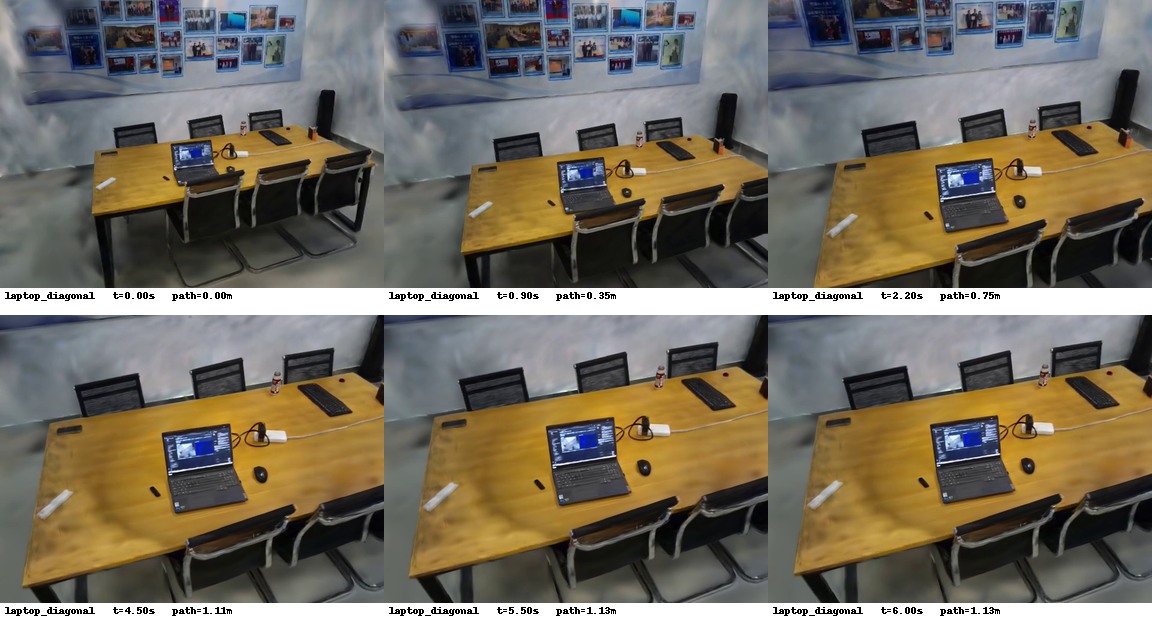 laptop_diagonal t=0.00s path=0.00m
laptop_diagonal t=0.90s path=0.35m
laptop_diagonal t=2.20s path=0.75m
laptop_diagonal t=4.50s path=1.11m
laptop_diagonal t=5.50s path=1.13m
laptop_diagonal t=6.00s path=1.13m